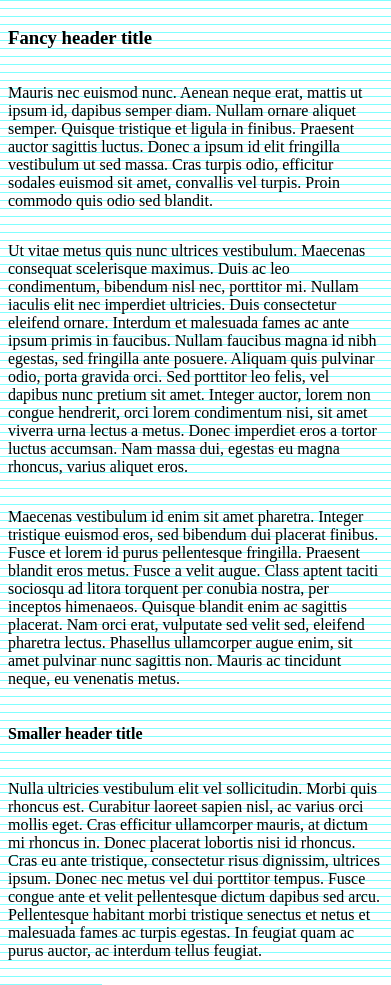 Fancy header title
Mauris nec euismod nunc. Aenean neque erat, mattis ut
ipsum id, dapibus semper diam. Nullam ornare aliquet
semper. Quisque tristique et ligula in finibus. Praesent
auctor sagittis luctus. Donec a ipsum id elit fringilla
vestibulum ut sed massa. Cras turpis odio, efficitur
sodales euismod sit amet, convallis vel turpis. Proin
commodo quis odio sed blandit.
Ut vitae metus quis nunc ultrices vestibulum. Maecenas
consequat scelerisque maximus. Duis ac leo
condimentum, bibendum nisl nec, porttitor mi. Nullam
iaculis elit nec imperdiet ultricies. Duis consectetur
eleifend ornare. Interdum et malesuada fames ac ante
ipsum primis in faucibus. Nullam faucibus magna id nibh
egestas, sed fringilla ante posuere. Aliquam quis pulvinar
odio, porta gravida orci. Sed porttitor leo felis, vel
dapibus nunc pretium sit amet. Integer auctor, lorem non
congue hendrerit, orci lorem condimentum nisi, sit amet
viverra urna lectus a metus. Donec imperdiet eros a tortor
luctus accumsan. Nam massa dui, egestas eu magna
rhoncus, varius aliquet eros.
Maecenas vestibulum id enim sit amet pharetra. Integer
tristique euismod eros, sed bibendum dui placerat finibus.
Fusce et lorem id purus pellentesque fringilla. Praesent
blandit eros metus. Fusce a velit augue. Class aptent taciti
sociosqu ad litora torquent per conubia nostra, per
inceptos himenaeos. Quisque blandit enim ac sagittis
placerat. Nam orci erat, vulputate sed velit sed, eleifend
pharetra lectus. Phasellus ullamcorper augue enim, sit
amet pulvinar nunc sagittis non. Mauris ac tincidunt
neque, eu venenatis metus.
Smaller header title
Nulla ultricies vestibulum elit vel sollicitudin. Morbi quis
rhoncus est. Curabitur laoreet sapien nisl, ac varius orci
mollis eget. Cras efficitur ullamcorper mauris, at dictum
mi rhoncus in. Donec placerat lobortis nisi id rhoncus.
Cras eu ante tristique, consectetur risus dignissim, ultrices
ipsum. Donec nec metus vel dui porttitor tempus. Fusce
congue ante et velit pellentesque dictum dapibus sed arcu.
Pellentesque habitant morbi tristique senectus et netus et
malesuada fames ac turpis egestas. In feugiat quam ac
purus auctor, ac interdum tellus feugiat.